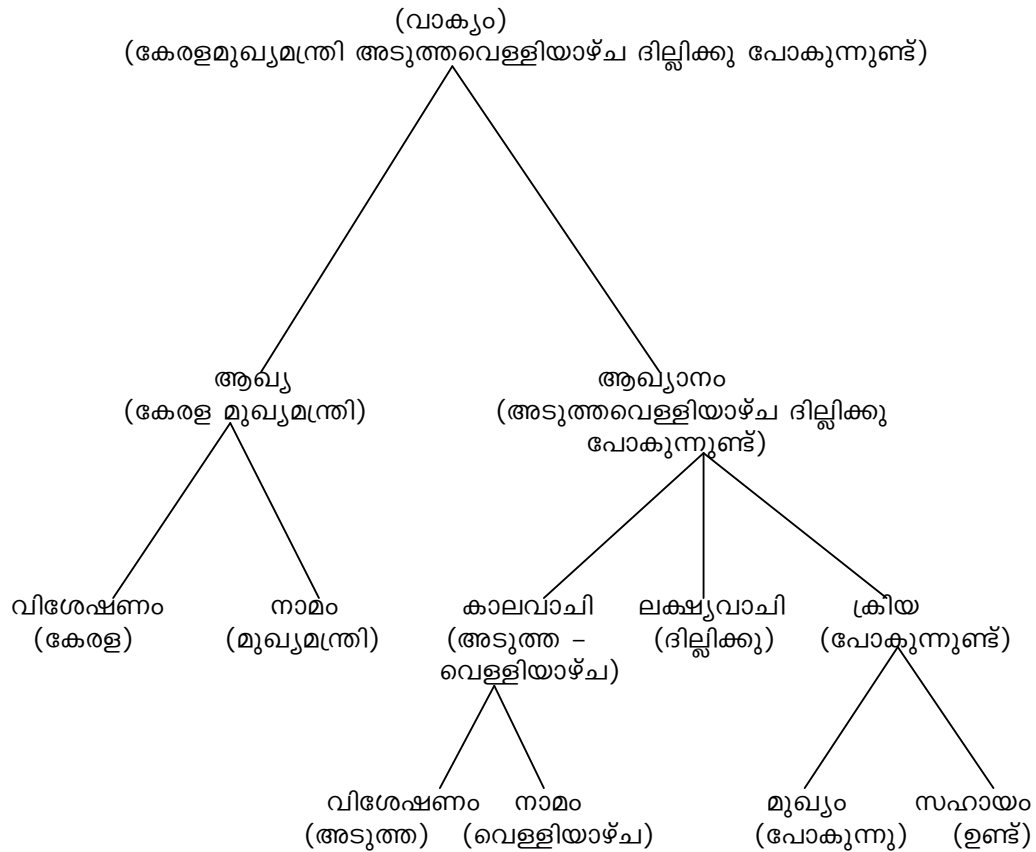 (വാക്യം)
(കേരളമുഖ്യമന്ത്രി അടുത്തവെള്ളിയാഴ്ച ദില്ലിക്കു പോകുന്നുണ്ട്)
ആഖ്യ
(കേരള മുഖ്യമന്ത്രി)
ആഖ്യാനം
(അടുത്തവെള്ളിയാഴ്ച ദില്ലിക്കു
പോകുന്നുണ്ട്)
വിശേഷണം
(കേരള)
നാമം
(മുഖ്യമന്ത്രി)
കാലവാചി
(അടുത്ത –
വെള്ളിയാഴ്ച)
ലക്ഷ്യവാചി
(ദില്ലിക്കു)
ക്രിയ
(പോകുന്നുണ്ട്)
വിശേഷണം
(അടുത്ത)
നാമം
(വെള്ളിയാഴ്ച)
മുഖ്യം
(പോകുന്നു)
സഹായം
(ഉണ്ട്)